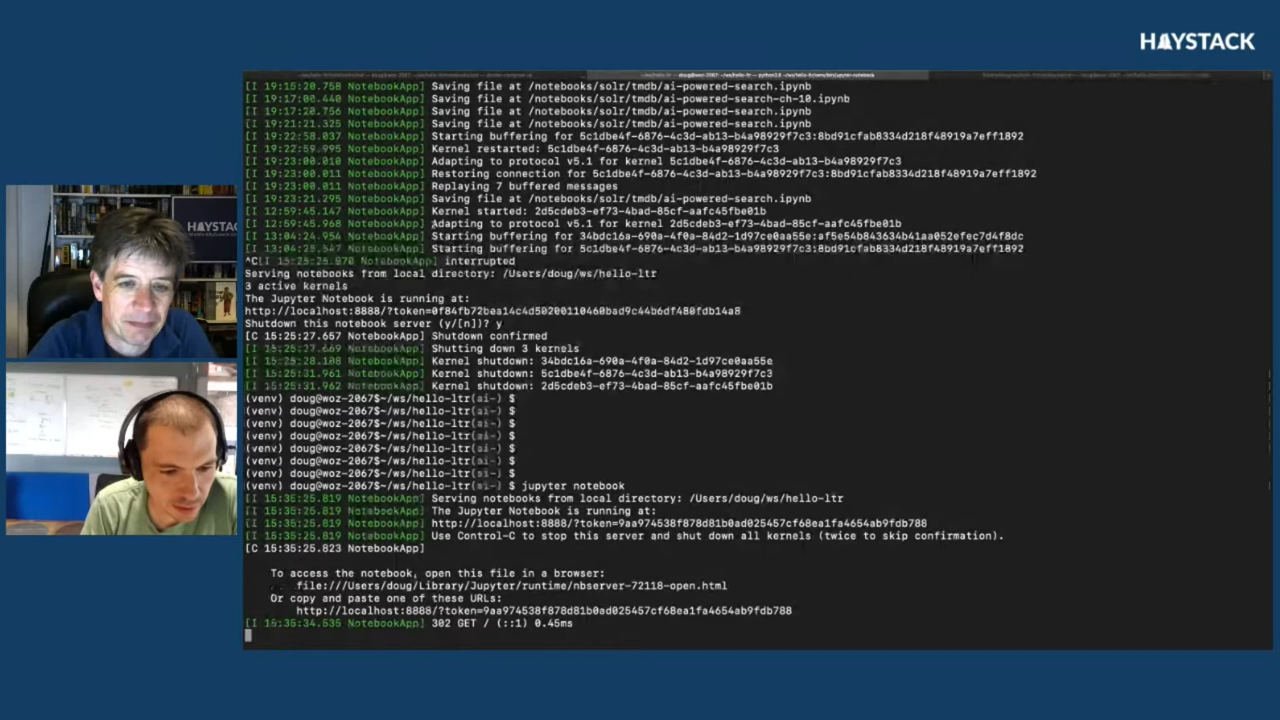 HAYSTACK
[I 19:15:20.758 NotebookApp] Saving file at /notebooks/solr/tmdb/ai-powered-search.ipynb
[I 19:17:00.440 NotebookApp] Saving file at /notebooks/solr/tmdb/ai-powered-search-ch-10.ipynb
[I 19:17:20.756 NotebookApp] Saving file at /notebooks/solr/tmdb/ai-powered-search.ipynb
[I 19:21:21.325 NotebookApp] Saving file at /notebooks/solr/tmdb/ai-powered-search.ipynb
[I 19:22:58.037 NotebookApp] Starting buffering for 5c1dbe4f-6876-4c3d-ab13-b4a98929f7c3:8bd91cfab8334d218f48919a7eff1892
[I 19:22:59.995 NotebookApp] Kernel restarted: 5c1dbe4f-6876-4c3d-ab13-b4a98929f7c3
[I 19:23:00.010 NotebookApp] Adapting to protocol v5.1 for kernel 5c1dbe4f-6876-4c3d-ab13-b4a98929f7c3
[I 19:23:00.011 NotebookApp] Restoring connection for 5c1dbe4f-6876-4c3d-ab13-b4a98929f7c3:8bd91cfab8334d218f48919a7eff1892
[I 19:23:00.011 NotebookApp] Replaying 7 buffered messages
[I 19:23:21.295 NotebookApp] Saving file at /notebooks/solr/tmdb/ai-powered-search.ipynb
[I 12:59:45.147 NotebookApp] Kernel started: 2d5cdeb3-ef73-4bad-85cf-aafc45fbe01b
[I 12:59:45.968 NotebookApp] Adapting to protocol v5.1 for kernel 2d5cdeb3-ef73-4bad-85cf-aafc45fbe01b
[I 13:04:24.956 NotebookApp] Starting buffering for 34bdc16a-690a-4f0a-84d2-1d97ce0aa55e:af5e54b843634b41aa052efec7d4f8dc
[I 13:04:25.547 NotebookApp] Starting buffering for 5c1dbe4f-6876-4c3d-ab13-b4a98929f7c3:8bd91cfab8334d218f48919a7eff1892
^C[I 15:25:25.870 NotebookApp] interrupted
Serving notebooks from local directory: /Users/doug/ws/hello-ltr
3 active kernels
The Jupyter Notebook is running at:
http://localhost:8888/?token=0f84fb72bea14c4d5020011046​0bad9c44b6df480fdb14a8
Shutdown this notebook server (y/[n])? y
[C 15:25:27.657 NotebookApp] Shutdown confirmed
[I 15:25:27.669 NotebookApp] Shutting down 3 kernels
[I 15:25:28.108 NotebookApp] Kernel shutdown: 34bdc16a-690a-4f0a-84d2-1d97ce0aa55e
[I 15:25:31.961 NotebookApp] Kernel shutdown: 5c1dbe4f-6876-4c3d-ab13-b4a98929f7c3
[I 15:25:31.962 NotebookApp] Kernel shutdown: 2d5cdeb3-ef73-4bad-85cf-aafc45fbe01b
(venv) doug@woz-2067$~/ws/hello-ltr(ai-) $
(venv) doug@woz-2067$~/ws/hello-ltr(ai-) $
(venv) doug@woz-2067$~/ws/hello-ltr(ai-) $
(venv) doug@woz-2067$~/ws/hello-ltr(ai-) $
(venv) doug@woz-2067$~/ws/hello-ltr(ai-) $
(venv) doug@woz-2067$~/ws/hello-ltr(ai-) $
(venv) doug@woz-2067$~/ws/hello-ltr(ai-) $
(venv) doug@woz-2067$~/ws/hello-ltr(ai-) $ jupyter notebook
[I 15:35:25.819 NotebookApp] Serving notebooks from local directory: /Users/doug/ws/hello-ltr
[I 15:35:25.819 NotebookApp] The Jupyter Notebook is running at:
[I 15:35:25.819 NotebookApp] http://localhost:8888/?token=9aa974538f878d81b0ad025457cf68ea1fa4654ab9fdb788
[I 15:35:25.819 NotebookApp] Use Control-C to stop this server and shut down all kernels (twice to skip confirmation).
[C 15:35:25.823 NotebookApp]
To access the notebook, open this file in a browser:
file:///Users/doug/Library/Jupyter/runtime/nbserver-72118-open.html
Or copy and paste one of these URLs:
http://localhost:8888/?token=9aa974538f878d81b0ad025457cf68ea1fa4654ab9fdb788
[I 15:35:34.535 NotebookApp] 302 GET / (::1) 0.45ms
HAYSTACK